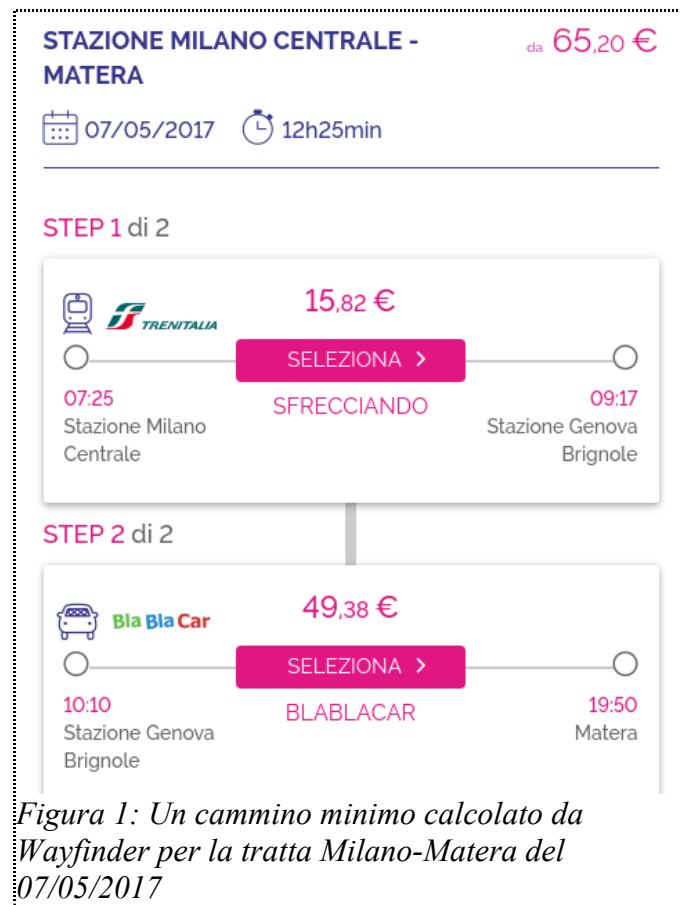 STAZIONE MILANO CENTRALE - da 65,20 €
MATERA
07/05/2017 12h25min
STEP 1 di 2
TRENITALIA 15,82 €
SELEZIONA >
07:25 SFRECCIANDO 09:17
Stazione Milano Stazione Genova
Centrale Brignole
STEP 2 di 2
Bla Bla Car 49,38 €
SELEZIONA >
10:10 BLABLACAR 19:50
Stazione Genova Matera
Brignole
Figura 1: Un cammino minimo calcolato da
Wayfinder per la tratta Milano-Matera del
07/05/2017